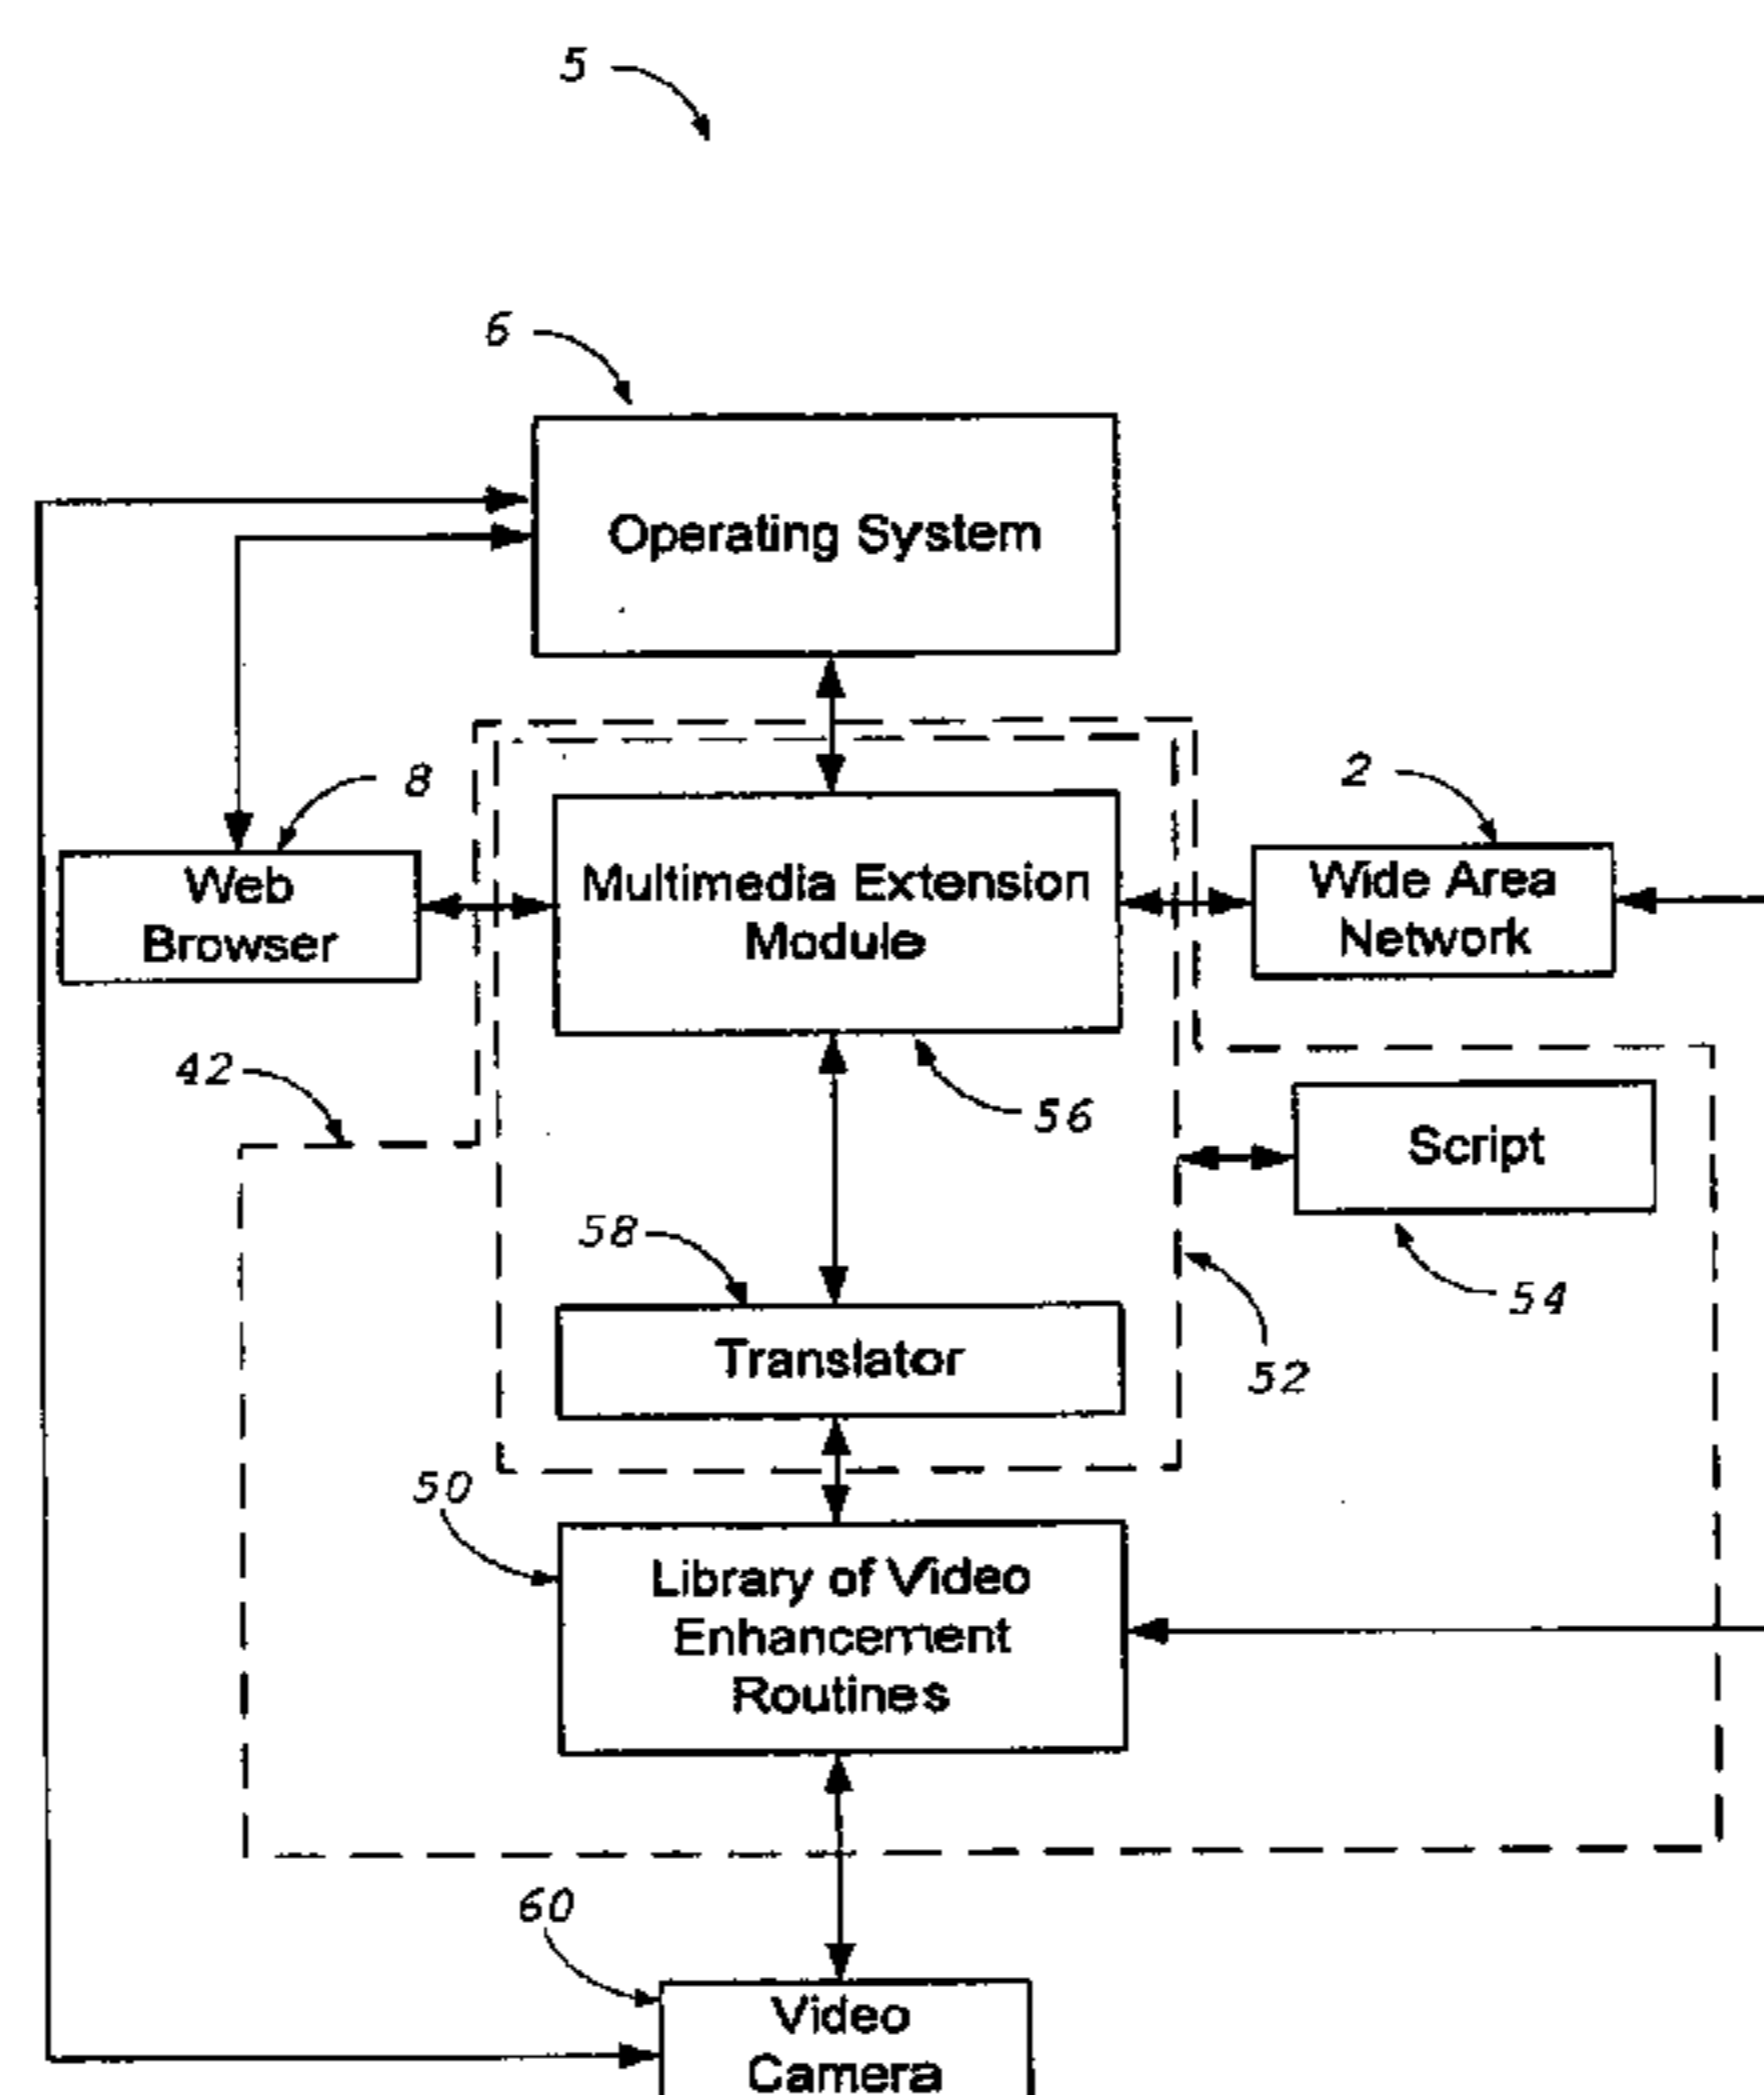 5
6
Operating System
8
2
Web
Browser
Multimedia Extension
Module
Wide Area
Network
42
56
Script
58
54
Translator
52
50
Library of Video
Enhancement
Routines
60
Video
Camera